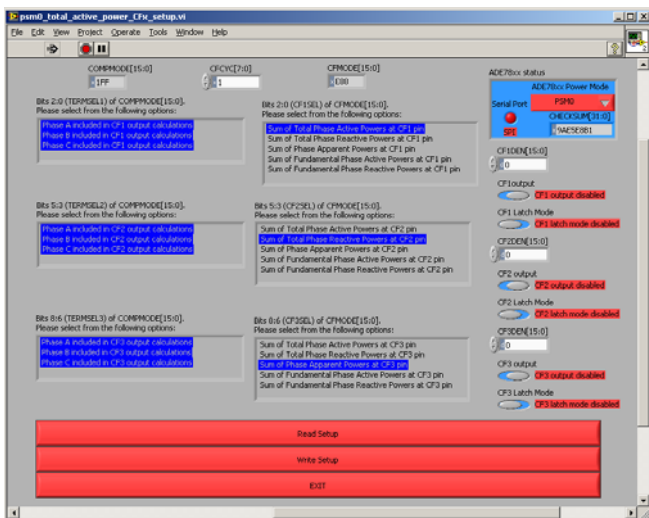 psm0_total_active_power_CFx_setup.vi
File Edit View Project Operate Tools Window Help
COMPMODE[15:0]
1FF
CFCYC[7:0]
1
CFMODE[15:0]
E80
ADE78xx status
ADE78xx Power Mode
Serial Port
PSM0
SPI
CHECKSUM[31:0]
9AE5E8B1
Bits 2:0 (TERMSEL1) of COMPMODE[15:0].
Please select from the following options:
Phase A included in CF1 output calculations
Phase B included in CF1 output calculations
Phase C included in CF1 output calculations
Bits 2:0 (CF1SEL) of CFMODE[15:0].
Please select from the following options:
Sum of Total Phase Active Powers at CF1 pin
Sum of Total Phase Reactive Powers at CF1 pin
Sum of Phase Apparent Powers at CF1 pin
Sum of Fundamental Phase Active Powers at CF1 pin
Sum of Fundamental Phase Reactive Powers at CF1 pin
CF1DEN[15:0]
0
CF1output
CF1 output disabled
CF1 Latch Mode
CF1 latch mode disabled
Bits 5:3 (TERMSEL2) of COMPMODE[15:0].
Please select from the following options:
Phase A included in CF2 output calculations
Phase B included in CF2 output calculations
Phase C included in CF2 output calculations
Bits 5:3 (CF2SEL) of CFMODE[15:0].
Please select from the following options:
Sum of Total Phase Active Powers at CF2 pin
Sum of Total Phase Reactive Powers at CF2 pin
Sum of Phase Apparent Powers at CF2 pin
Sum of Fundamental Phase Active Powers at CF2 pin
Sum of Fundamental Phase Reactive Powers at CF2 pin
CF2DEN[15:0]
0
CF2 output
CF2 output disabled
CF2 Latch Mode
CF2 latch mode disabled
Bits 8:6 (TERMSEL3) of COMPMODE[15:0].
Please select from the following options:
Phase A included in CF3 output calculations
Phase B included in CF3 output calculations
Phase C included in CF3 output calculations
Bits 8:6 (CF3SEL) of CFMODE[15:0].
Please select from the following options:
Sum of Total Phase Active Powers at CF3 pin
Sum of Total Phase Reactive Powers at CF3 pin
Sum of Phase Apparent Powers at CF3 pin
Sum of Fundamental Phase Active Powers at CF3 pin
Sum of Fundamental Phase Reactive Powers at CF3 pin
CF3DEN[15:0]
0
CF3 output
CF3 output disabled
CF3 Latch Mode
CF3 latch mode disabled
Read Setup
Write Setup
EXIT